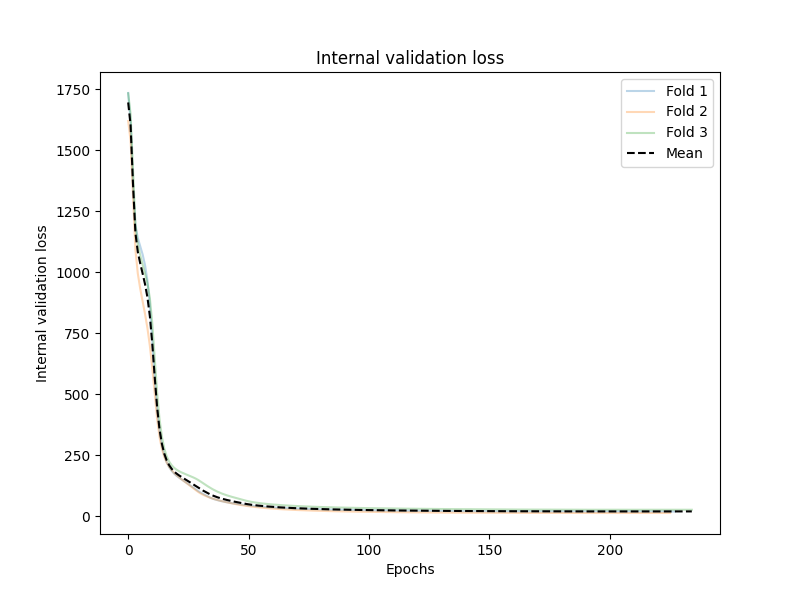 Internal validation loss
1750
1500
1250
1000
750
500
250
0
Internal validation loss
Fold 1
Fold 2
Fold 3
Mean
0 50 100 150 200
Epochs